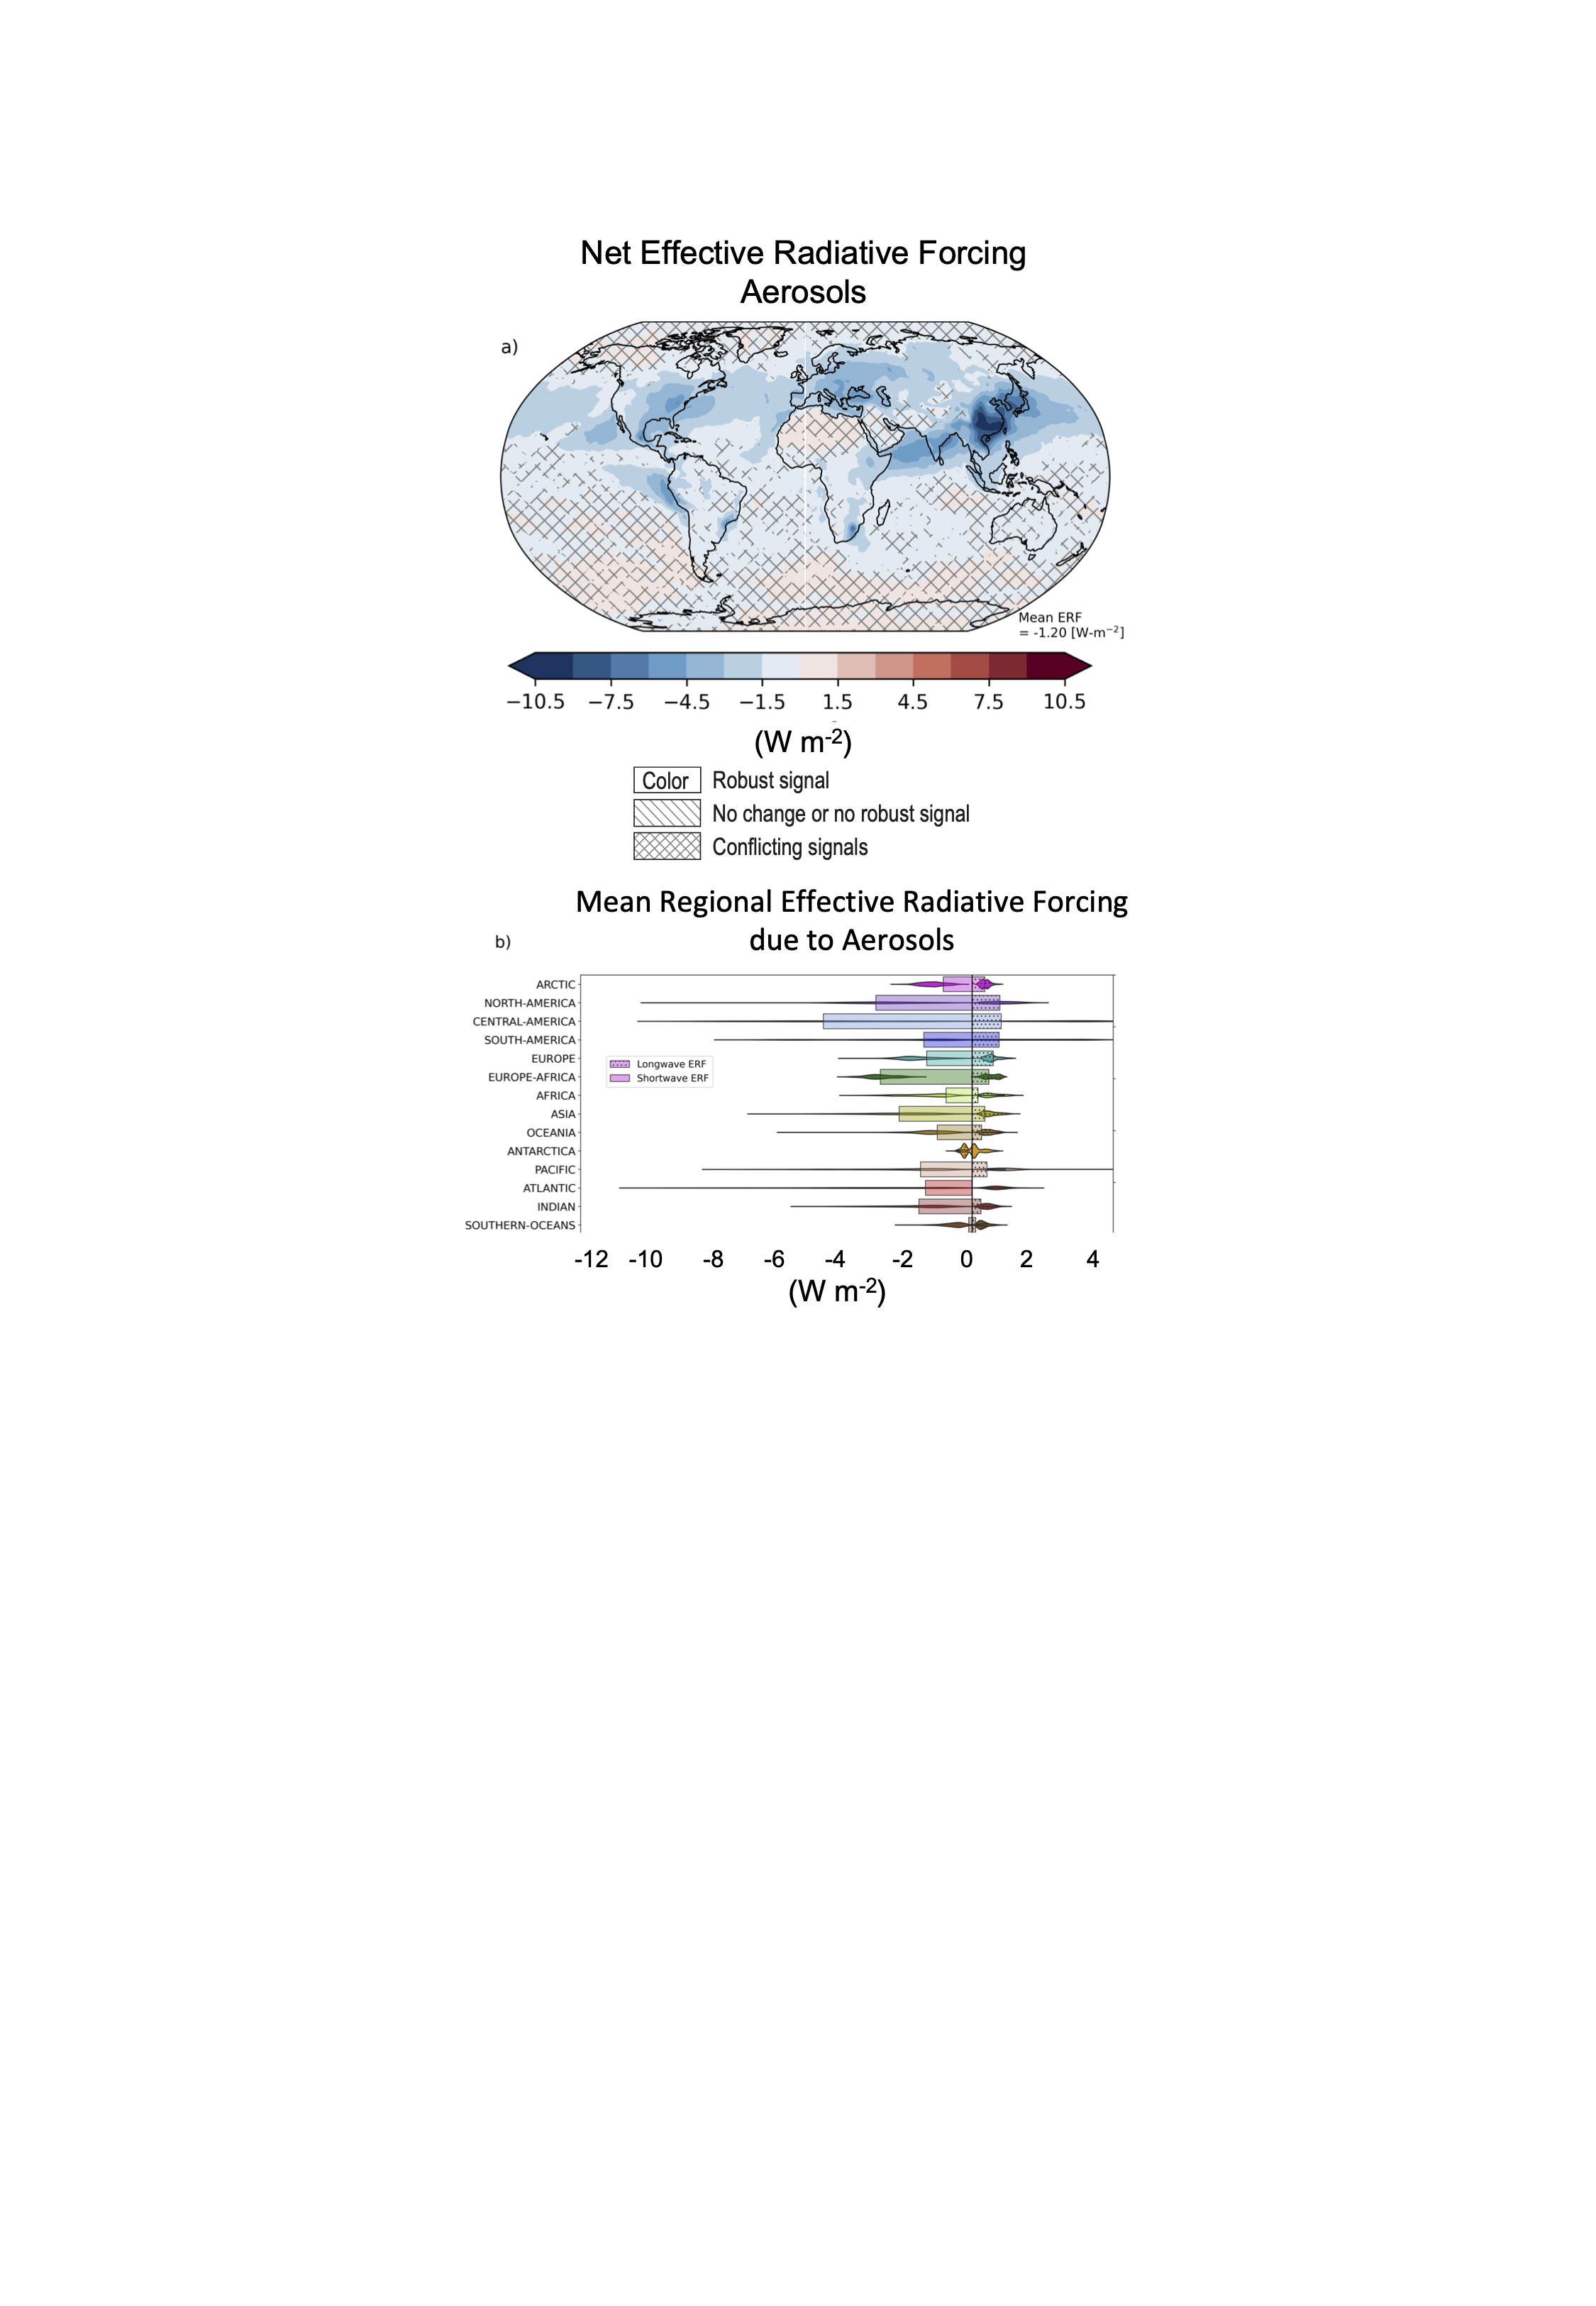 Net Effective Radiative Forcing
Aerosols
a)
Mean ERF
= -1.20 [W-m⁻²]
−10.5 −7.5 −4.5 −1.5 1.5 4.5 7.5 10.5
(W m-2)
Color Robust signal
No change or no robust signal
Conflicting signals
Mean Regional Effective Radiative Forcing
due to Aerosols
b)
ARCTIC
NORTH-AMERICA
CENTRAL-AMERICA
SOUTH-AMERICA
EUROPE
Longwave ERF
EUROPE-AFRICA
Shortwave ERF
AFRICA
ASIA
OCEANIA
ANTARCTICA
PACIFIC
ATLANTIC
INDIAN
SOUTHERN-OCEANS
-12 -10 -8 -6 -4 -2 0 2 4
(W m-2)